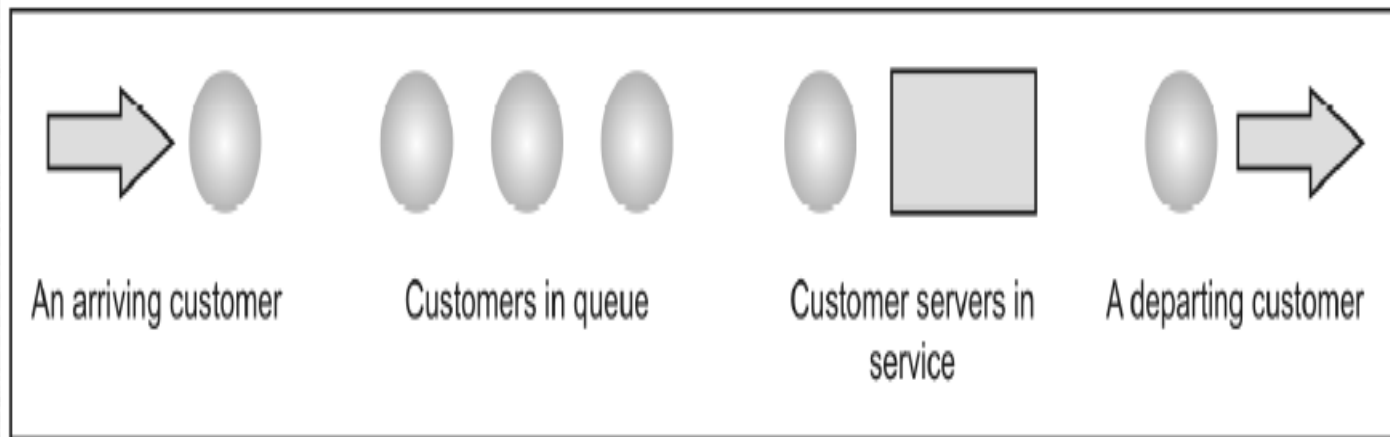 An arriving customer
Customers in queue
Customer servers in
service
A departing customer